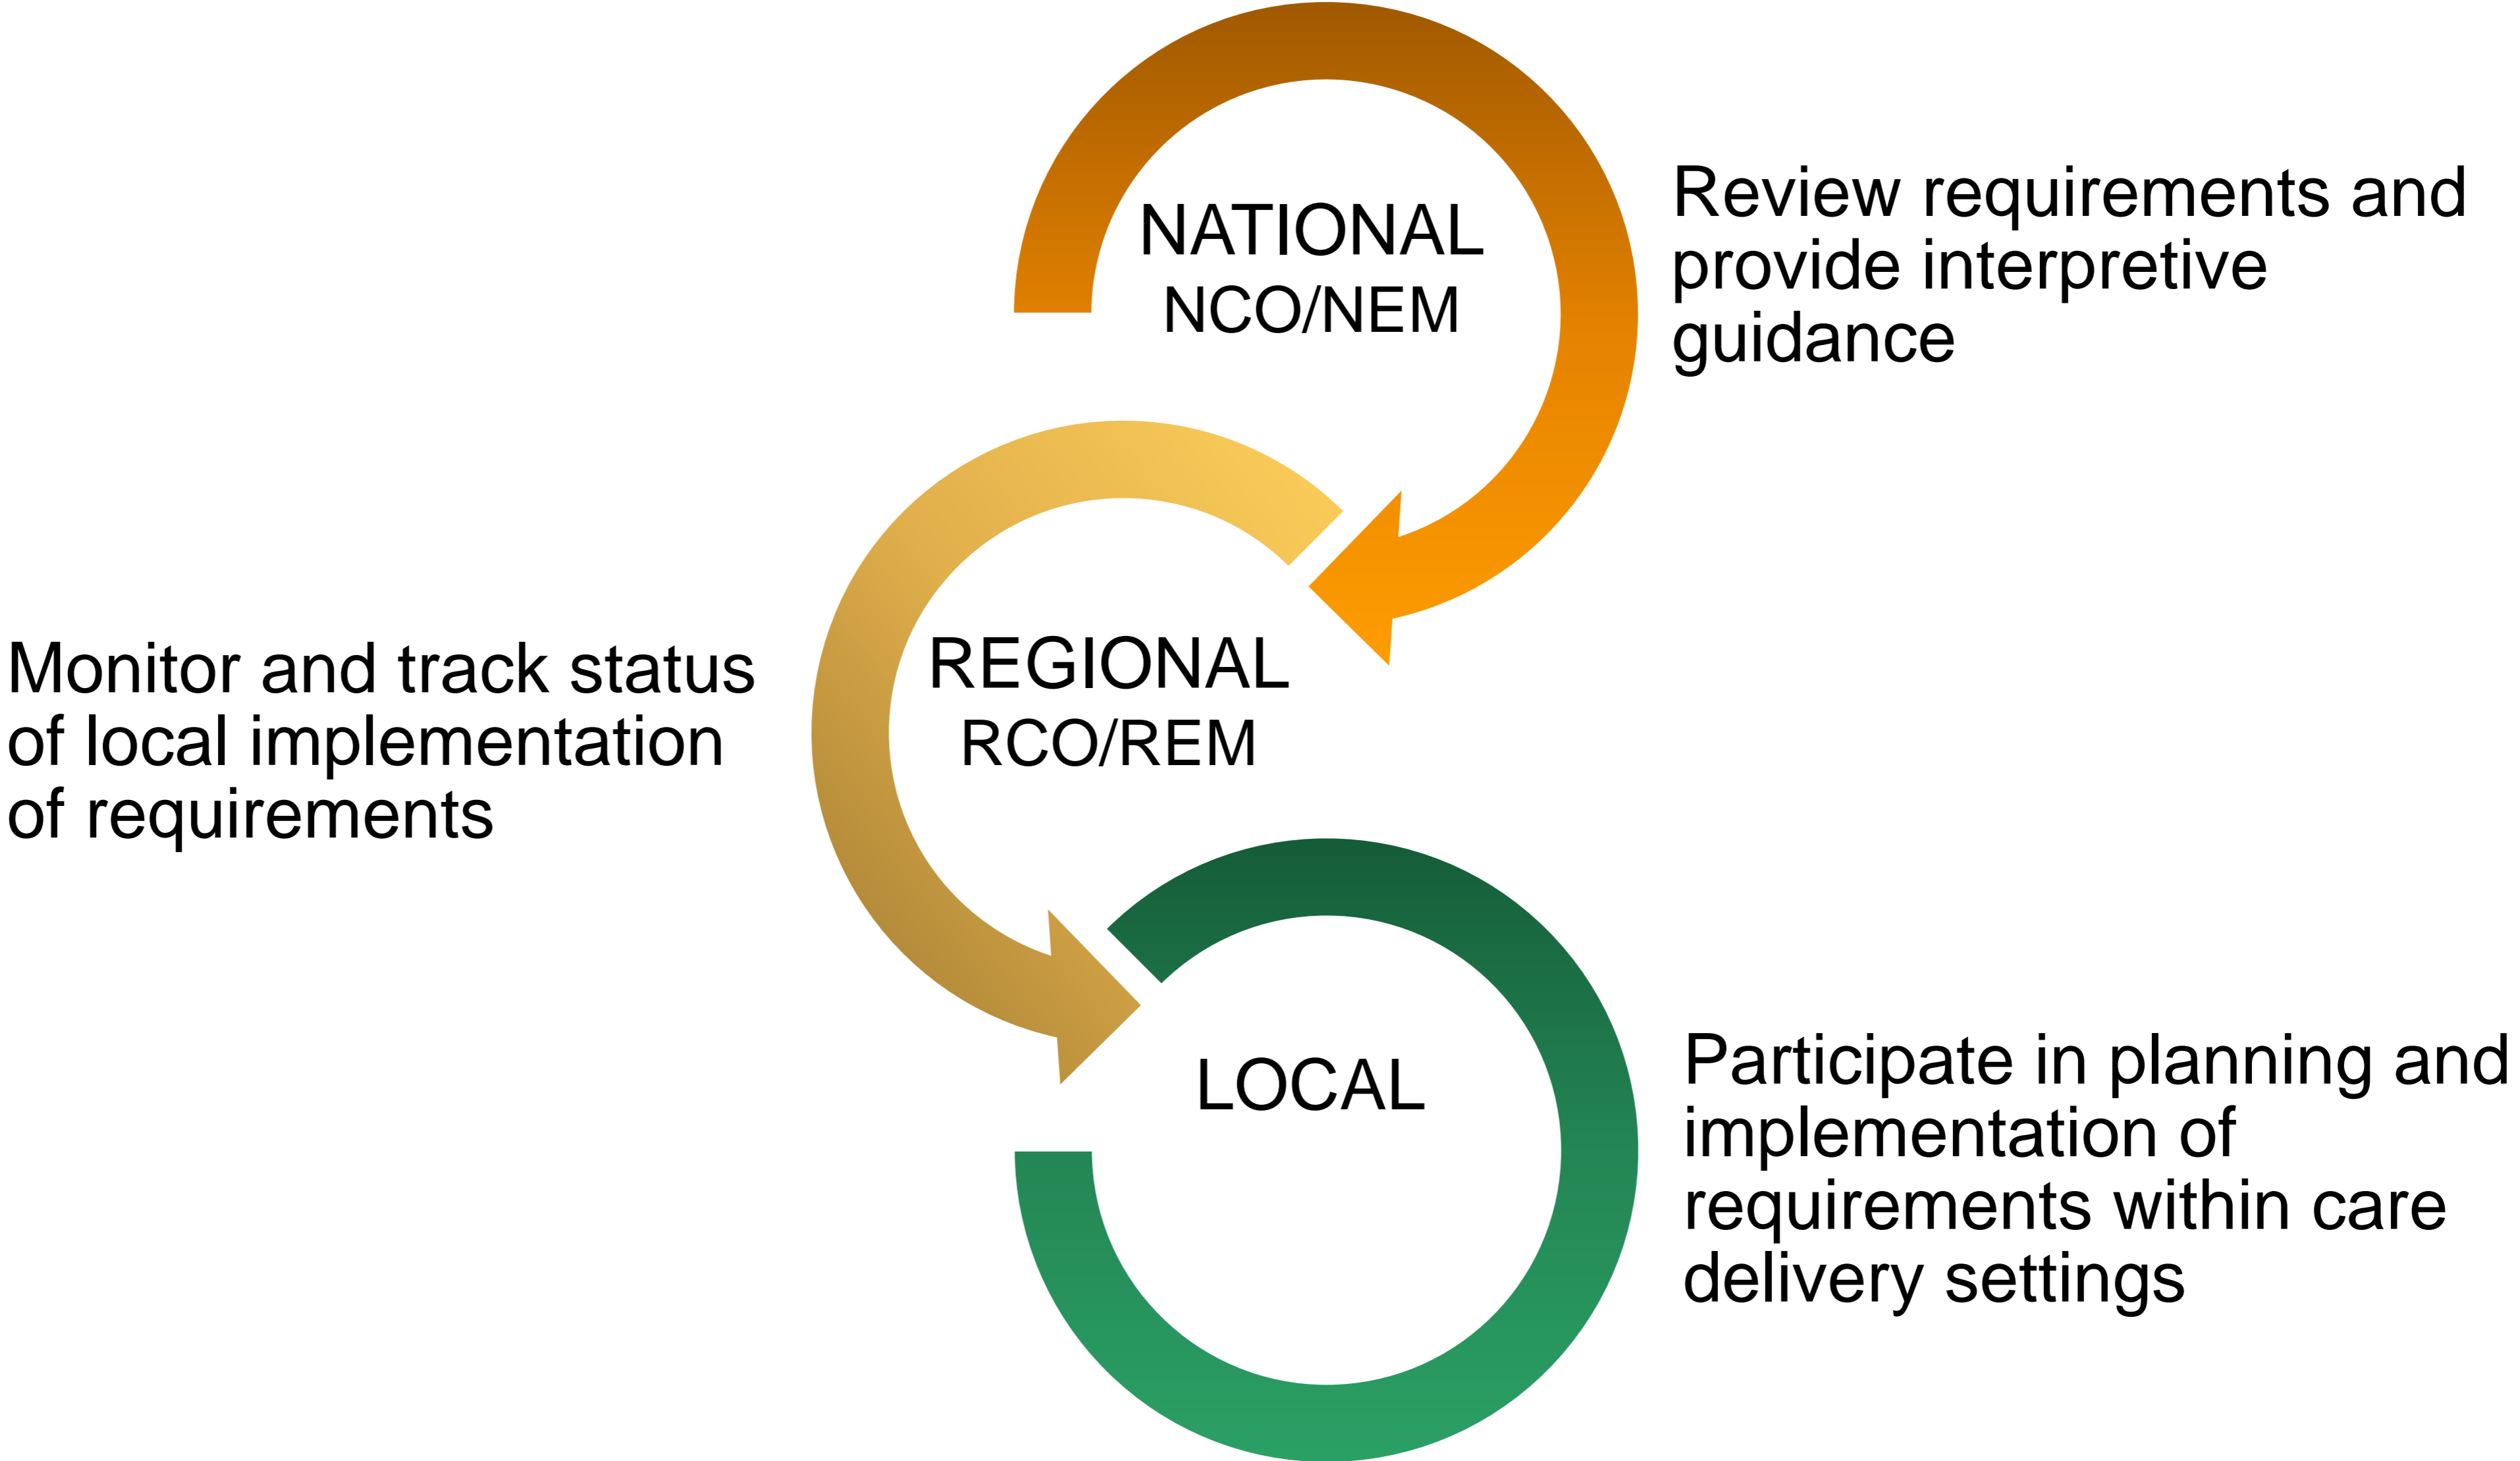 NATIONAL
NCO/NEM
Review requirements and
provide interpretive
guidance
REGIONAL
RCO/REM
Monitor and track status
of local implementation
of requirements
LOCAL
Participate in planning and
implementation of
requirements within care
delivery settings